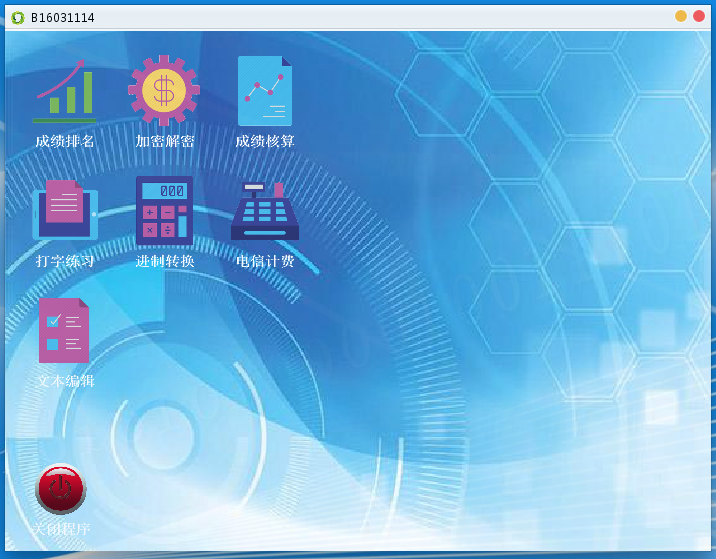 B16031114
成绩排名 加密解密 成绩核算
$
000
打字练习 进制转换 电信计费
文本编辑
关闭程序